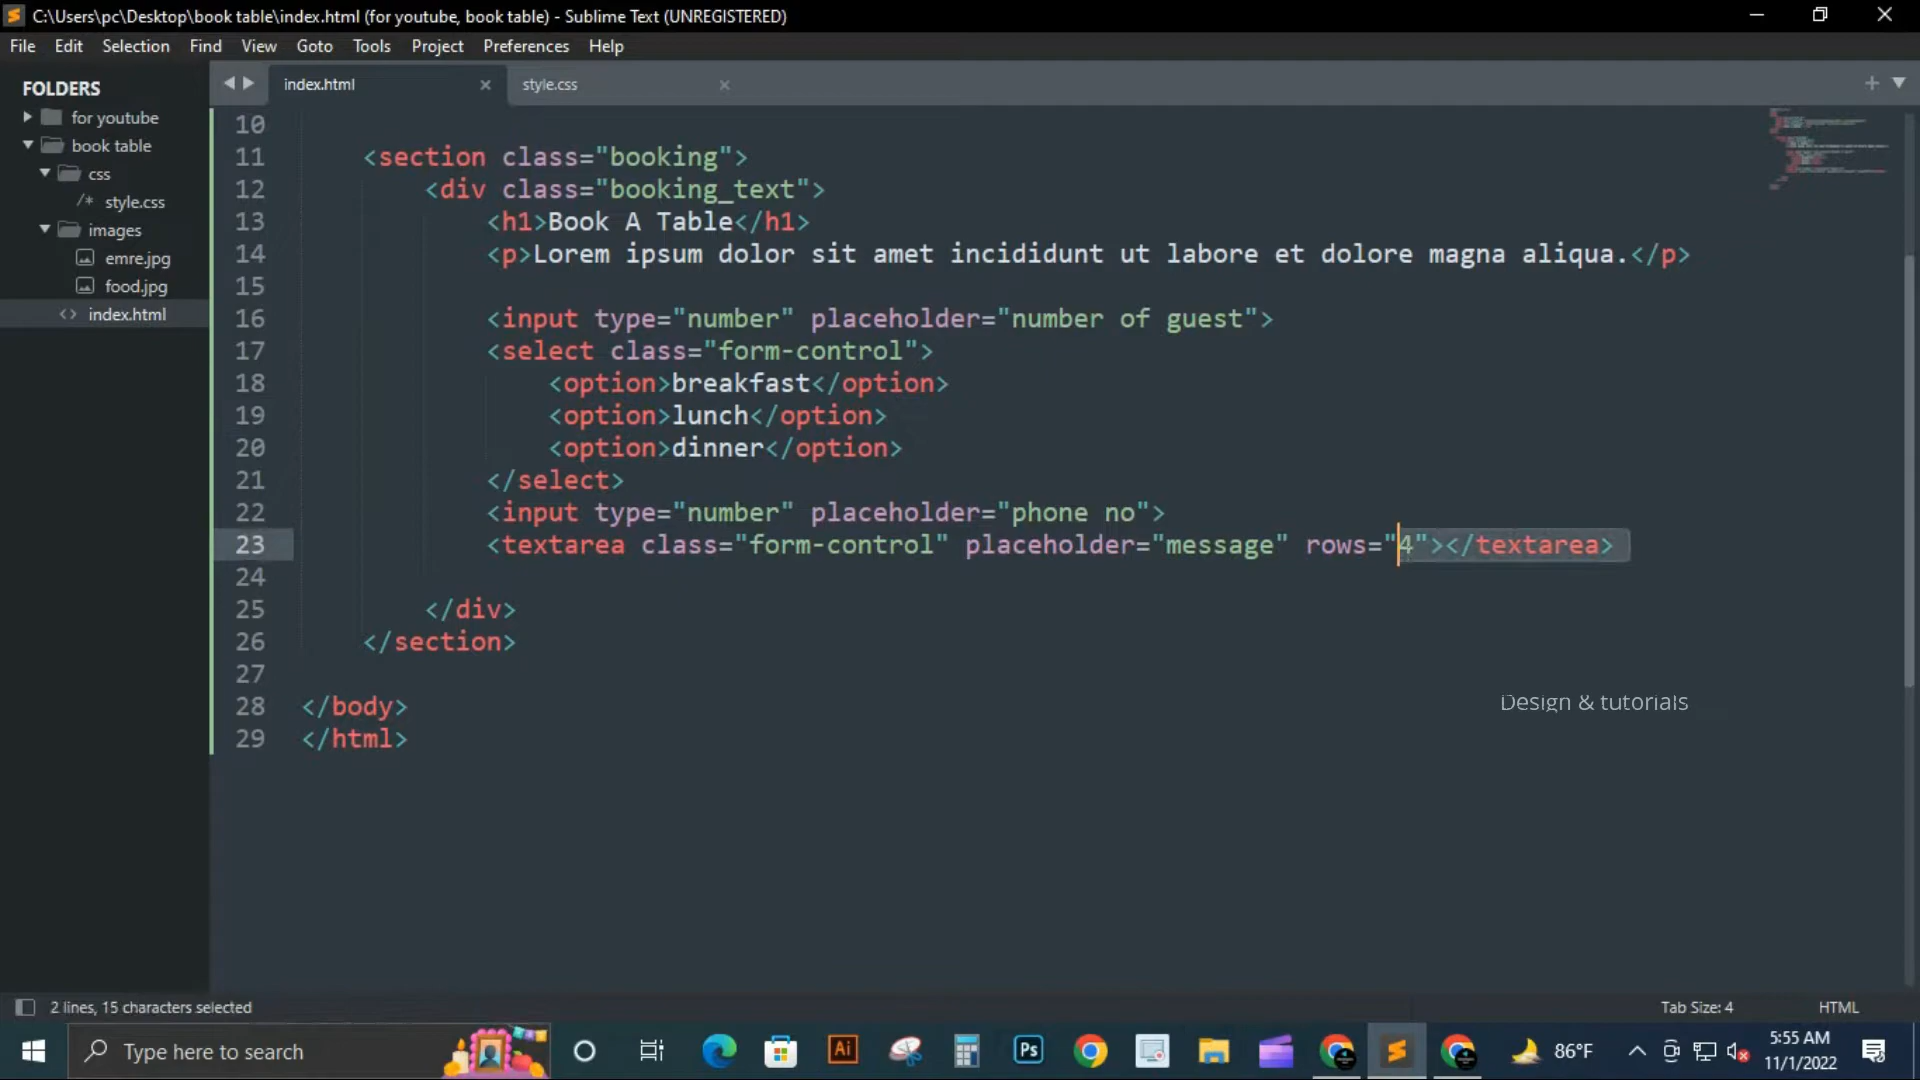 C:\Users\pc\Desktop\book table\index.html (for youtube, book table) - Sublime Text (UNREGISTERED)
File Edit Selection Find View Goto Tools Project Preferences Help
FOLDERS
for youtube
book table
css
/* style.css
images
emre.jpg
food.jpg
<> index.html
index.html
style.css
10
11 <section class="booking">
12 <div class="booking_text">
13 <h1>Book A Table</h1>
14 <p>Lorem ipsum dolor sit amet incididunt ut labore et dolore magna aliqua.</p>
15
16 <input type="number" placeholder="number of guest">
17 <select class="form-control">
18 <option>breakfast</option>
19 <option>lunch</option>
20 <option>dinner</option>
21 </select>
22 <input type="number" placeholder="phone no">
23 <textarea class="form-control" placeholder="message" rows="4"></textarea>
24
25 </div>
26 </section>
27
28 </body>
29 </html>
Design & tutorials
2 lines, 15 characters selected
Tab Size: 4
HTML
Type here to search
Ai
Ps
86°F
5:55 AM
11/1/2022